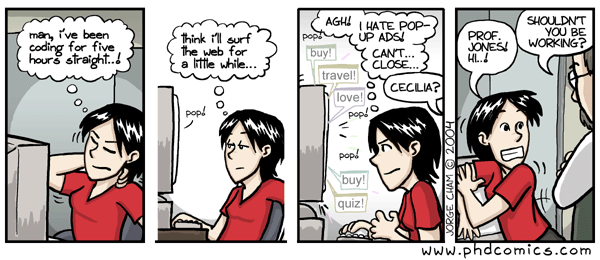 man, i've been
coding for five
hours straight...!
think i'll surf
the web for
a little while...
pop!
AGH!
I HATE POP-
UP ADS!
CAN'T...
CLOSE...
CECILIA?
pop!
buy!
travel!
love!
pop!
pop!
buy!
quiz!
JORGE CHAM © 2004
PROF.
JONES!
HI..!
SHOULDN'T
YOU BE
WORKING?
www.phdcomics.com